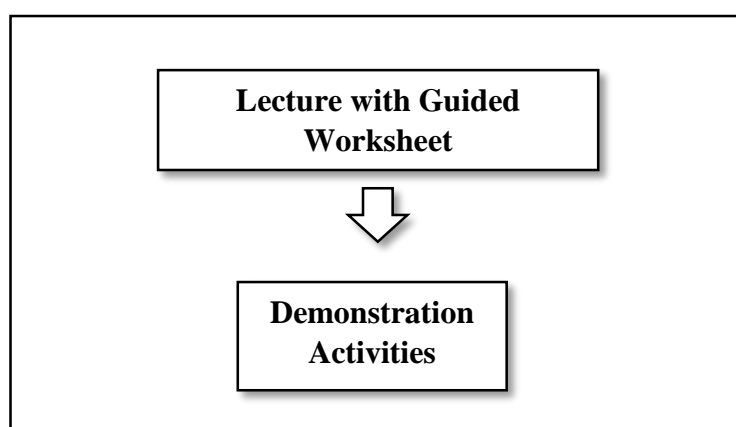 Lecture with Guided
Worksheet
Demonstration
Activities